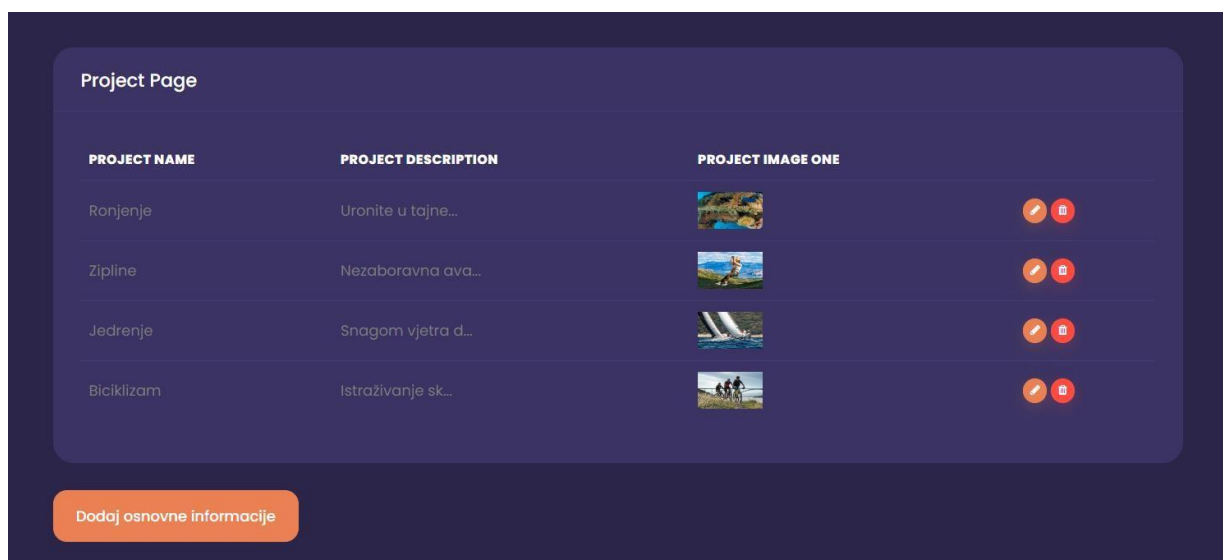 Project Page
PROJECT NAME PROJECT DESCRIPTION PROJECT IMAGE ONE
Ronjenje Uronite u tajne...
Zipline Nezaboravna ava...
Jedrenje Snagom vjetra d...
Biciklizam Istraživanje sk...
Dodaj osnovne informacije